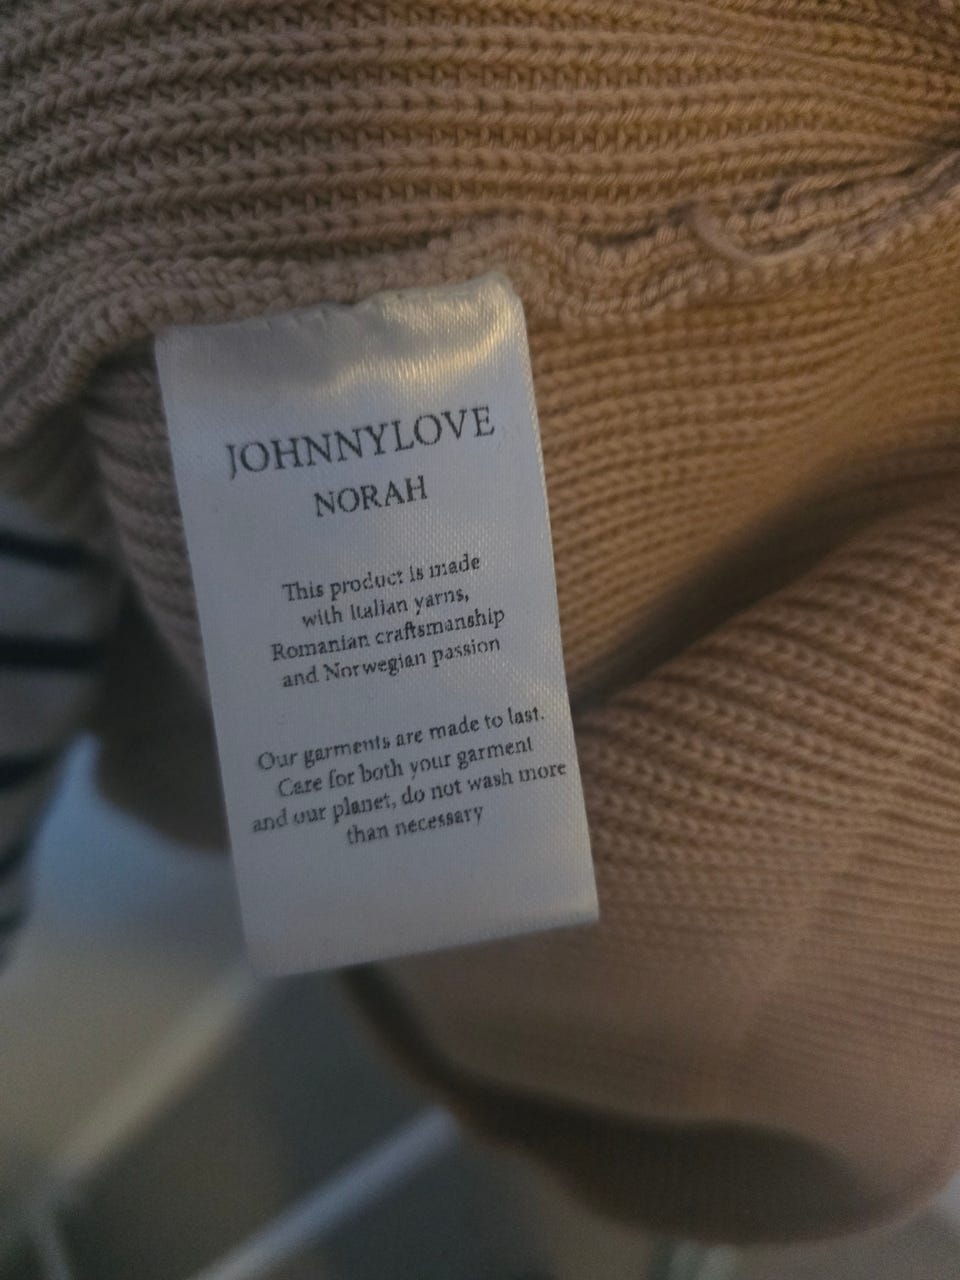 JOHNNYLOVE
NORAH
This product is made
with Italian yarns,
Romanian craftsmanship
and Norwegian passion
Our garments are made to last.
Care for both your garment
and our planet, do not wash more
than necessary